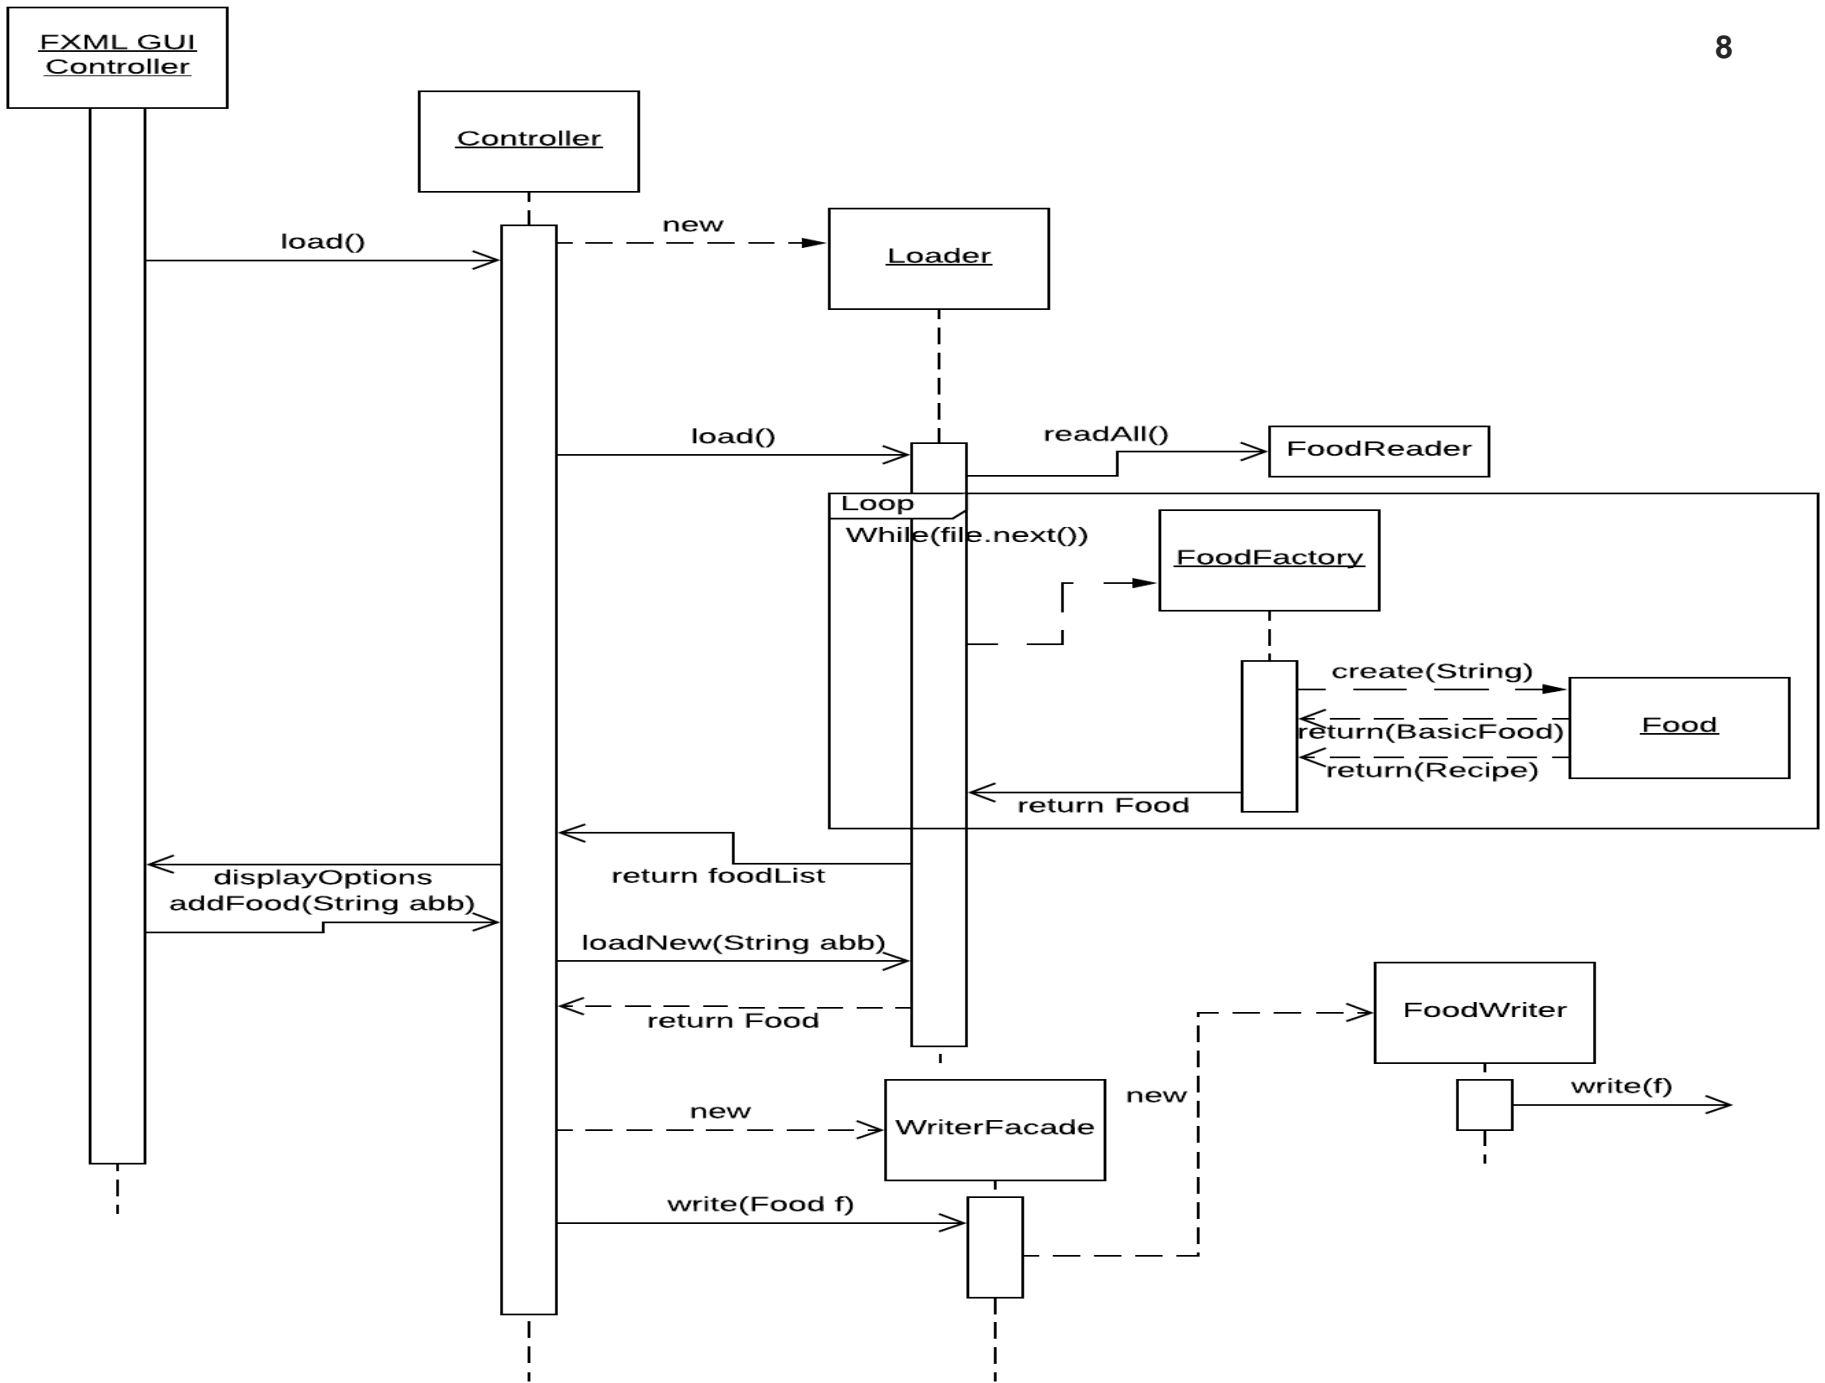 FXML GUI
Controller
8
Controller
new
load()
Loader
load()
readAll()
FoodReader
Loop
While(file.next())
FoodFactory
create(String)
return(BasicFood)
Food
return(Recipe)
return Food
return foodList
displayOptions
addFood(String abb)
loadNew(String abb)
return Food
FoodWriter
new
write(f)
new
WriterFacade
write(Food f)